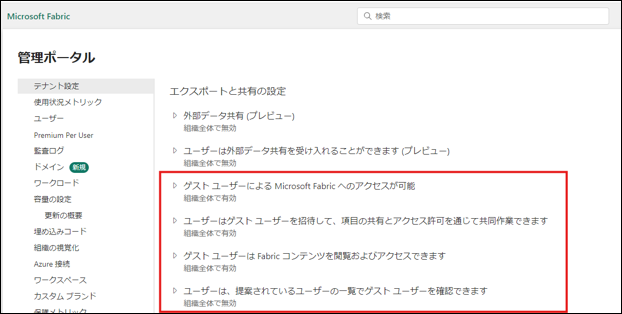 Microsoft Fabric
検索
管理ポータル
テナント設定
使用状況メトリック
ユーザー
Premium Per User
監査ログ
ドメイン 新規
ワークロード
容量の設定
更新の概要
埋め込みコード
組織の視覚化
Azure 接続
ワークスペース
カスタム ブランド
保護メトリック
エクスポートと共有の設定
外部データ共有 (プレビュー)
組織全体で無効
ユーザーは外部データ共有を受け入れることができます (プレビュー)
組織全体で無効
ゲスト ユーザーによる Microsoft Fabric へのアクセスが可能
組織全体で有効
ユーザーはゲスト ユーザーを招待して、項目の共有とアクセス許可を通じて共同作業できます
組織全体で有効
ゲスト ユーザーは Fabric コンテンツを閲覧およびアクセスできます
組織全体で有効
ユーザーは、提案されているユーザーの一覧でゲスト ユーザーを確認できます
組織全体で有効